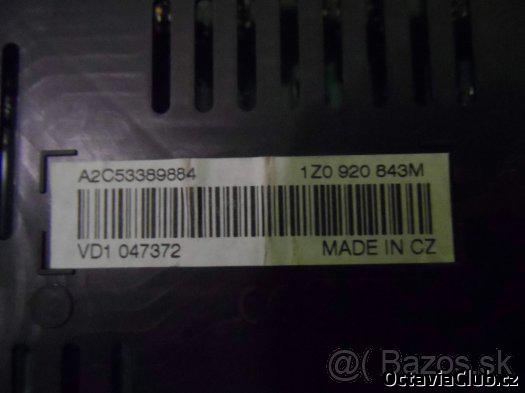 A2C53389884 1Z0 920 843M
VD1 047372 MADE IN CZ
@ Bazos.sk
OctaviaClub.cz